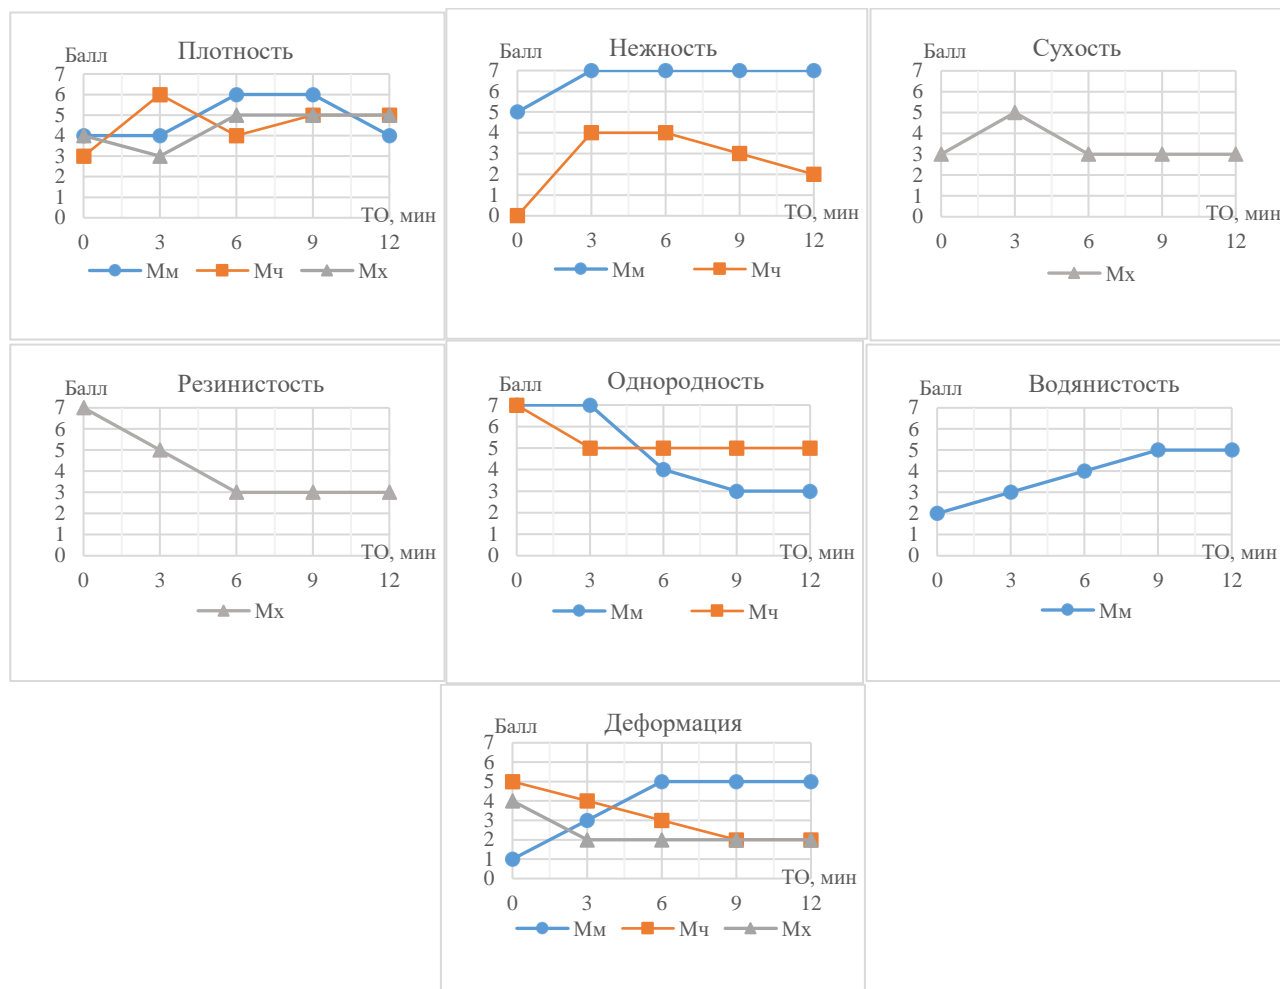 Плотность
Балл
7
6
5
4
3
2
1
0
ТО, мин
0 3 6 9 12
Мм Мч Мх
Нежность
Балл
7
6
5
4
3
2
1
0
ТО, мин
0 3 6 9 12
Мм Мч
Сухость
Балл
7
6
5
4
3
2
1
0
ТО, мин
0 3 6 9 12
Мх
Резинистость
Балл
7
6
5
4
3
2
1
0
ТО, мин
0 3 6 9 12
Мх
Однородность
Балл
7
6
5
4
3
2
1
0
ТО, мин
0 3 6 9 12
Мм Мч
Водянистость
Балл
7
6
5
4
3
2
1
0
ТО, мин
0 3 6 9 12
Мм
Деформация
Балл
7
6
5
4
3
2
1
0
ТО, мин
0 3 6 9 12
Мм Мч Мх